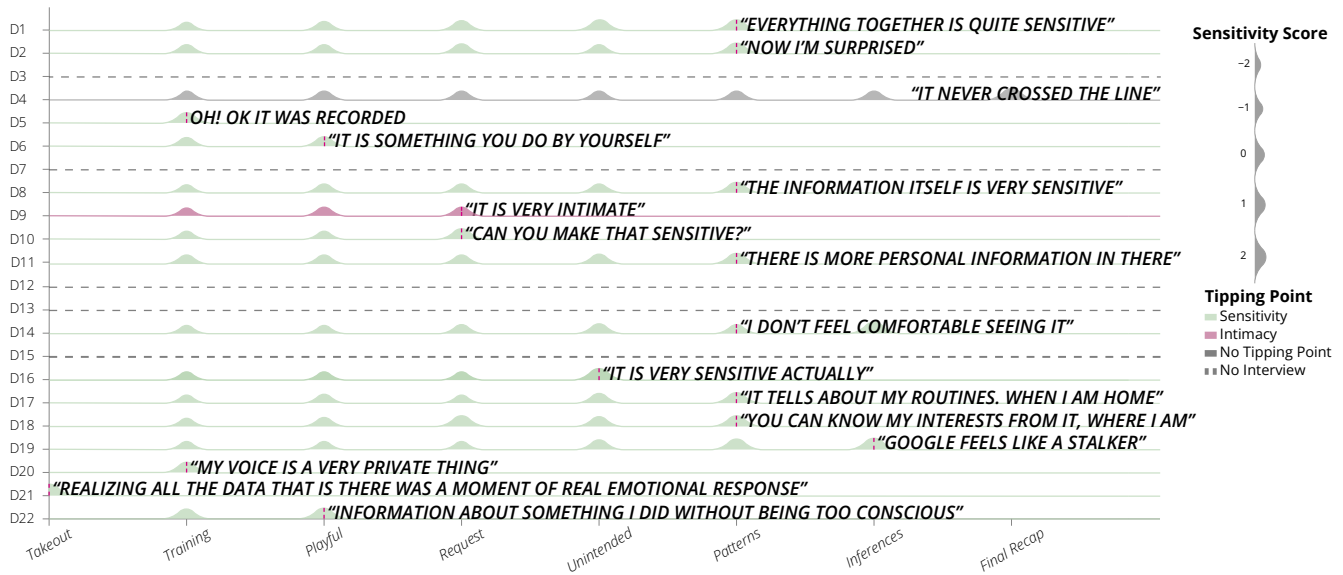 D1 “EVERYTHING TOGETHER IS QUITE SENSITIVE”
D2 “NOW I’M SURPRISED”
D3
D4 “IT NEVER CROSSED THE LINE”
D5 OH! OK IT WAS RECORDED
D6 “IT IS SOMETHING YOU DO BY YOURSELF”
D7
D8 “THE INFORMATION ITSELF IS VERY SENSITIVE”
D9 “IT IS VERY INTIMATE”
D10 “CAN YOU MAKE THAT SENSITIVE?”
D11 “THERE IS MORE PERSONAL INFORMATION IN THERE”
D12
D13
D14 “I DON’T FEEL COMFORTABLE SEEING IT”
D15
D16 “IT IS VERY SENSITIVE ACTUALLY”
D17 “IT TELLS ABOUT MY ROUTINES. WHEN I AM HOME”
D18 “YOU CAN KNOW MY INTERESTS FROM IT, WHERE I AM”
D19 “GOOGLE FEELS LIKE A STALKER”
D20 “MY VOICE IS A VERY PRIVATE THING”
D21 “REALIZING ALL THE DATA THAT IS THERE WAS A MOMENT OF REAL EMOTIONAL RESPONSE”
D22 “INFORMATION ABOUT SOMETHING I DID WITHOUT BEING TOO CONSCIOUS”
Takeout Training Playful Request Unintended Patterns Inferences Final Recap
Sensitivity Score
−2
−1
0
1
2
Tipping Point
Sensitivity
Intimacy
No Tipping Point
No Interview